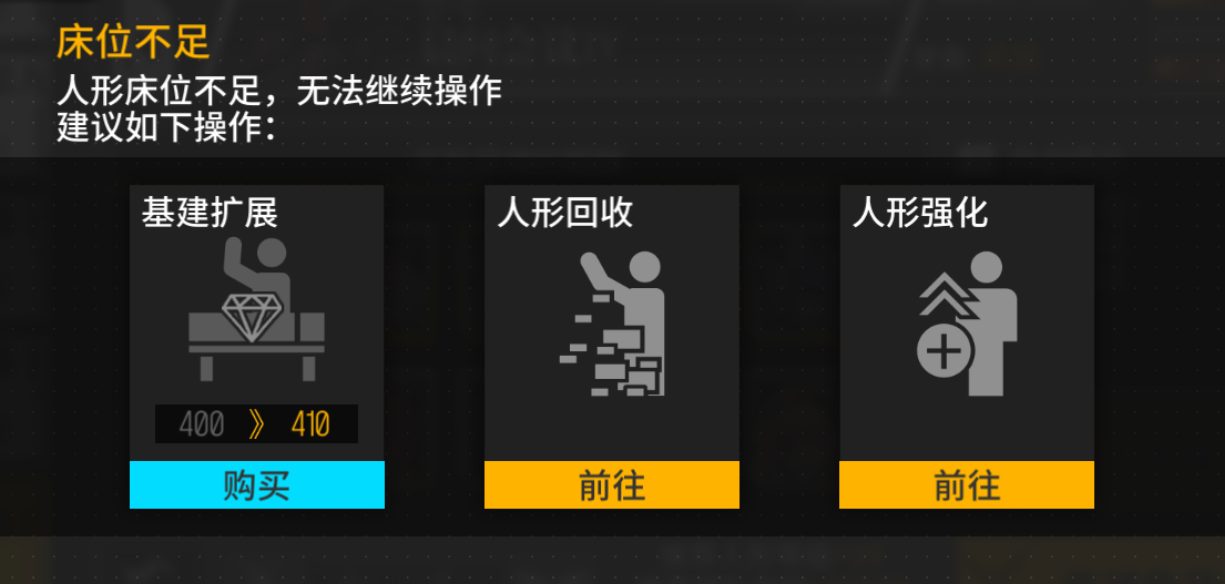 床位不足
人形床位不足，无法继续操作
建议如下操作：
基建扩展
人形回收
人形强化
400 》 410
购买
前往
前往